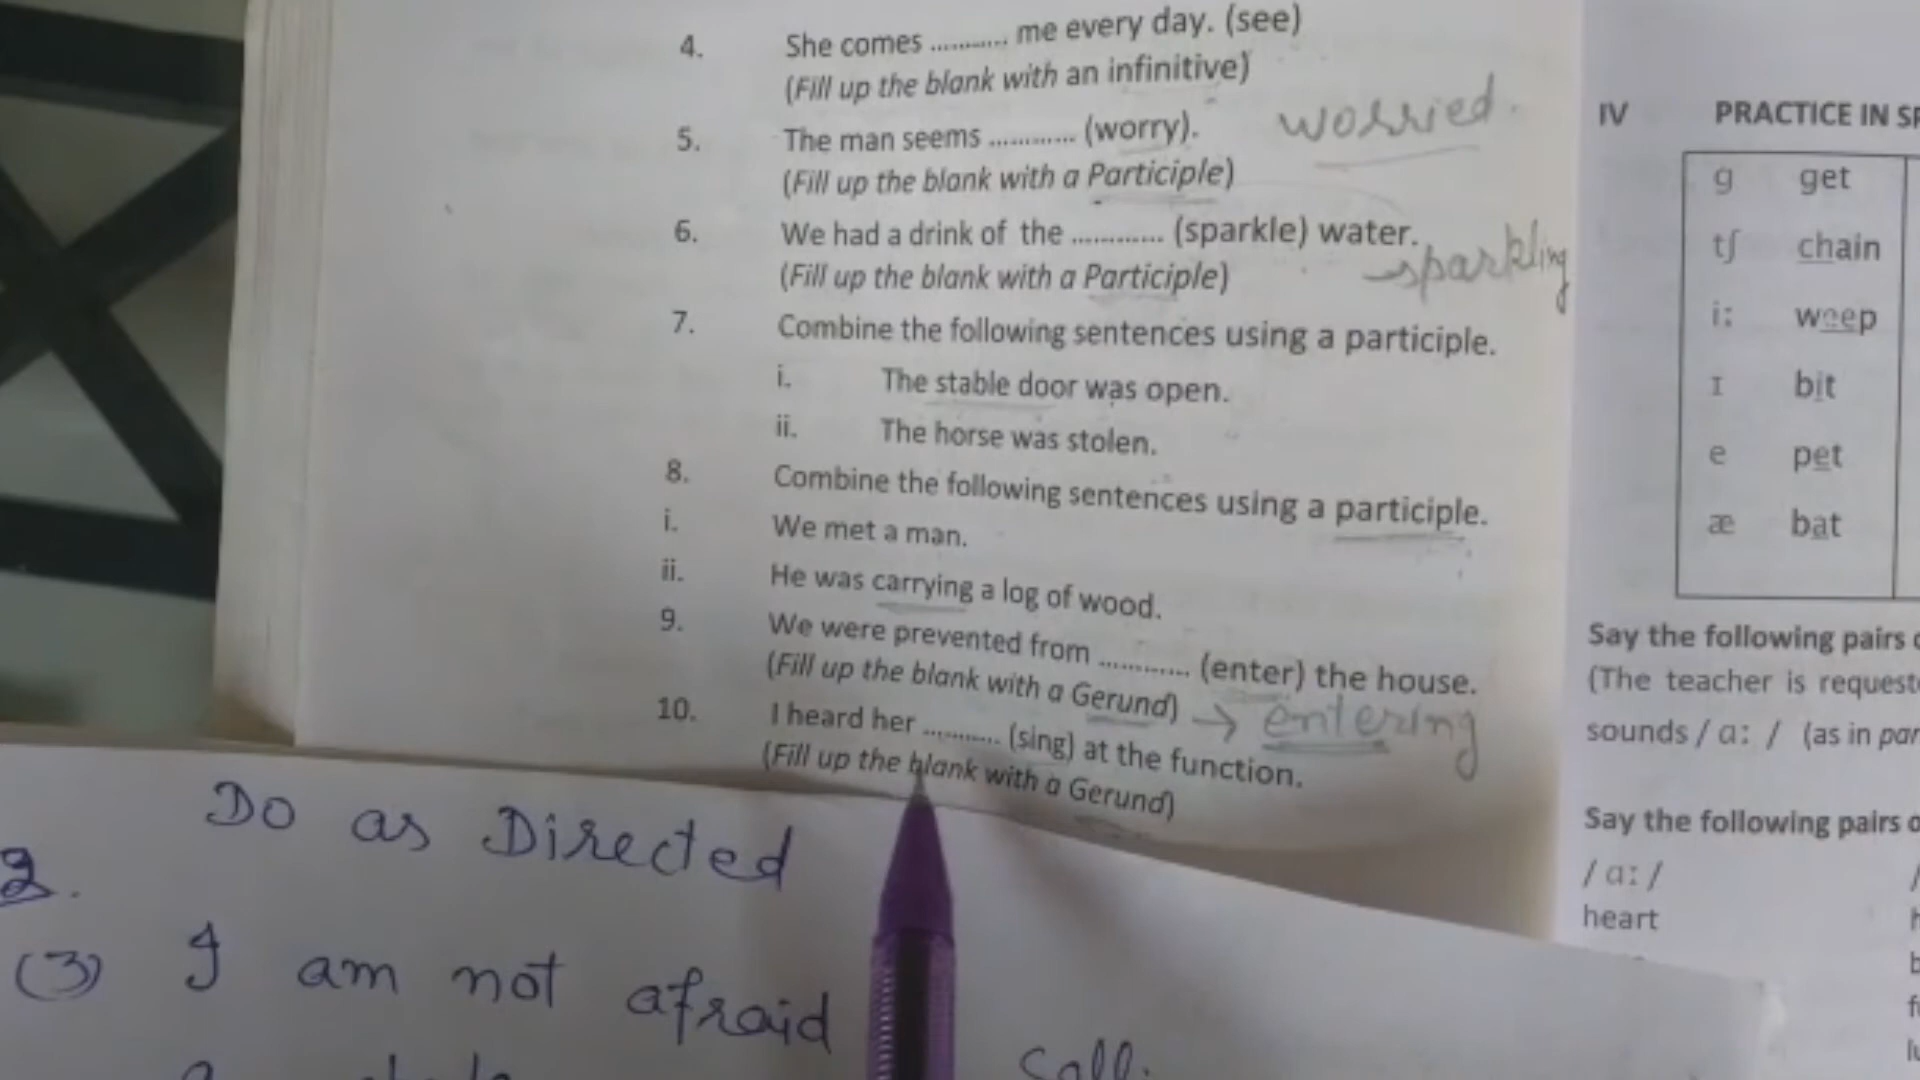 4. She comes ........... me every day. (see)
(Fill up the blank with an infinitive)
5. The man seems ............ (worry). worried.
(Fill up the blank with a Participle)
6. We had a drink of the ............ (sparkle) water. sparkling
(Fill up the blank with a Participle)
7. Combine the following sentences using a participle.
i. The stable door was open.
ii. The horse was stolen.
8. Combine the following sentences using a participle.
i. We met a man.
ii. He was carrying a log of wood.
9. We were prevented from ............ (enter) the house.
(Fill up the blank with a Gerund) → entering
10. I heard her ........... (sing) at the function.
(Fill up the blank with a Gerund)
Do as Directed
2.
(3) I am not afraid
call.
IV PRACTICE IN
g get
tʃ chain
i: weep
ɪ bit
e pet
æ bat
Say the following pairs
(The teacher is
sounds / ɑ: / (as in
Say the following pairs
/ ɑ: / /
heart